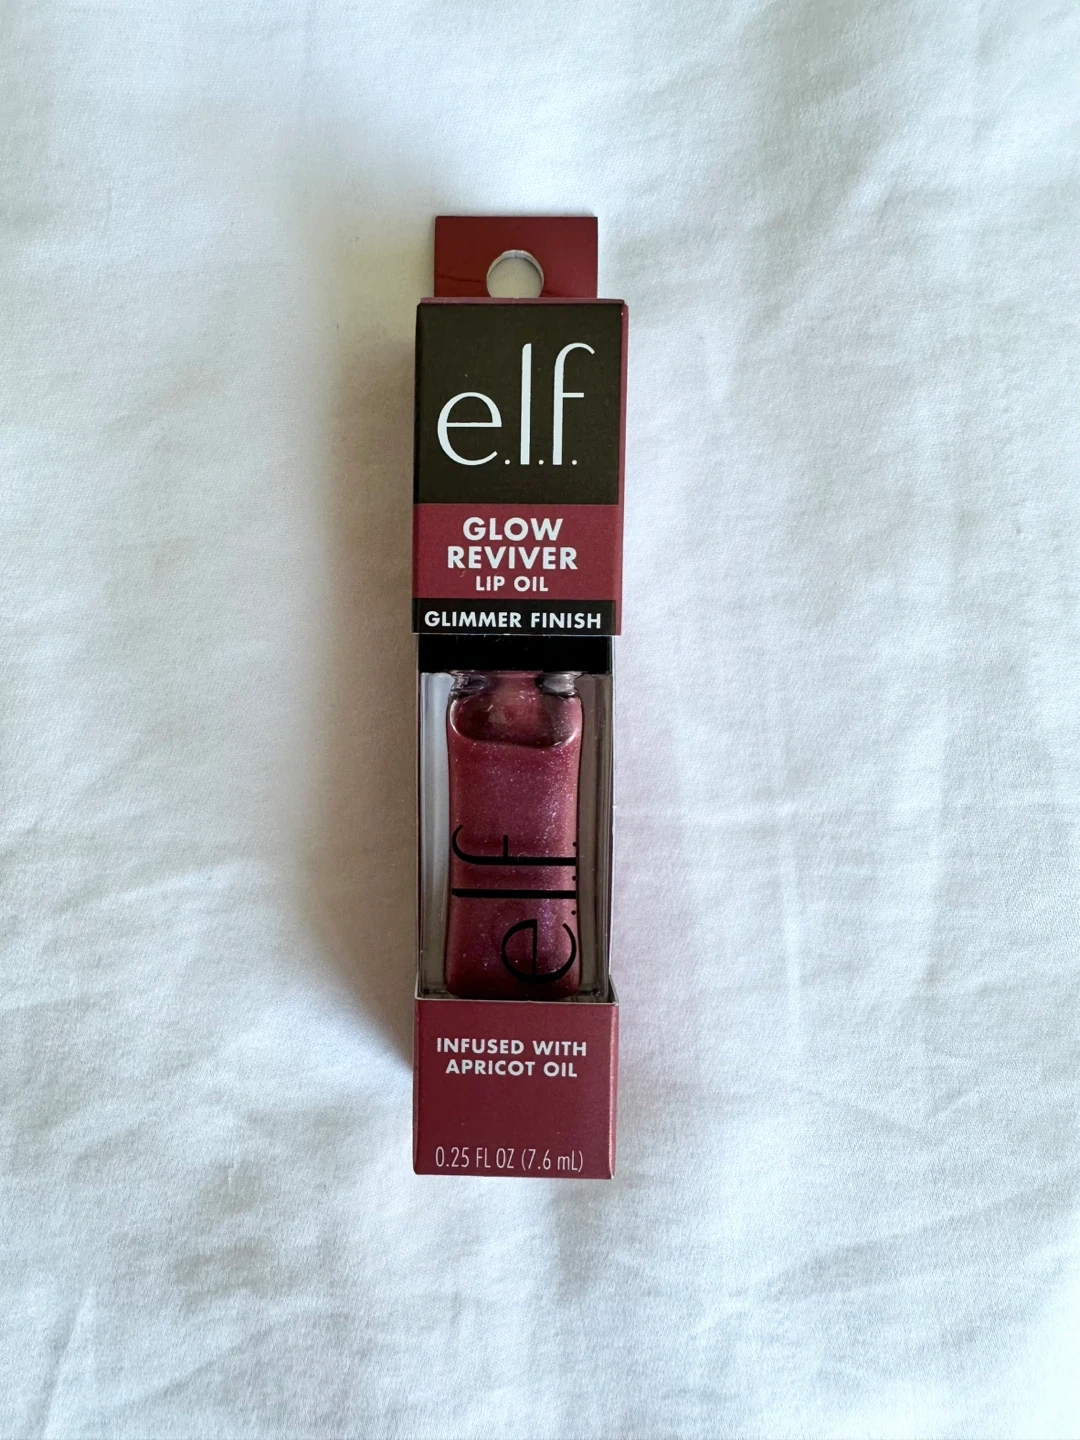 e.l.f.
GLOW
REVIVER
LIP OIL
GLIMMER FINISH
e.l.f.
INFUSED WITH
APRICOT OIL
0.25 FL OZ (7.6 mL)